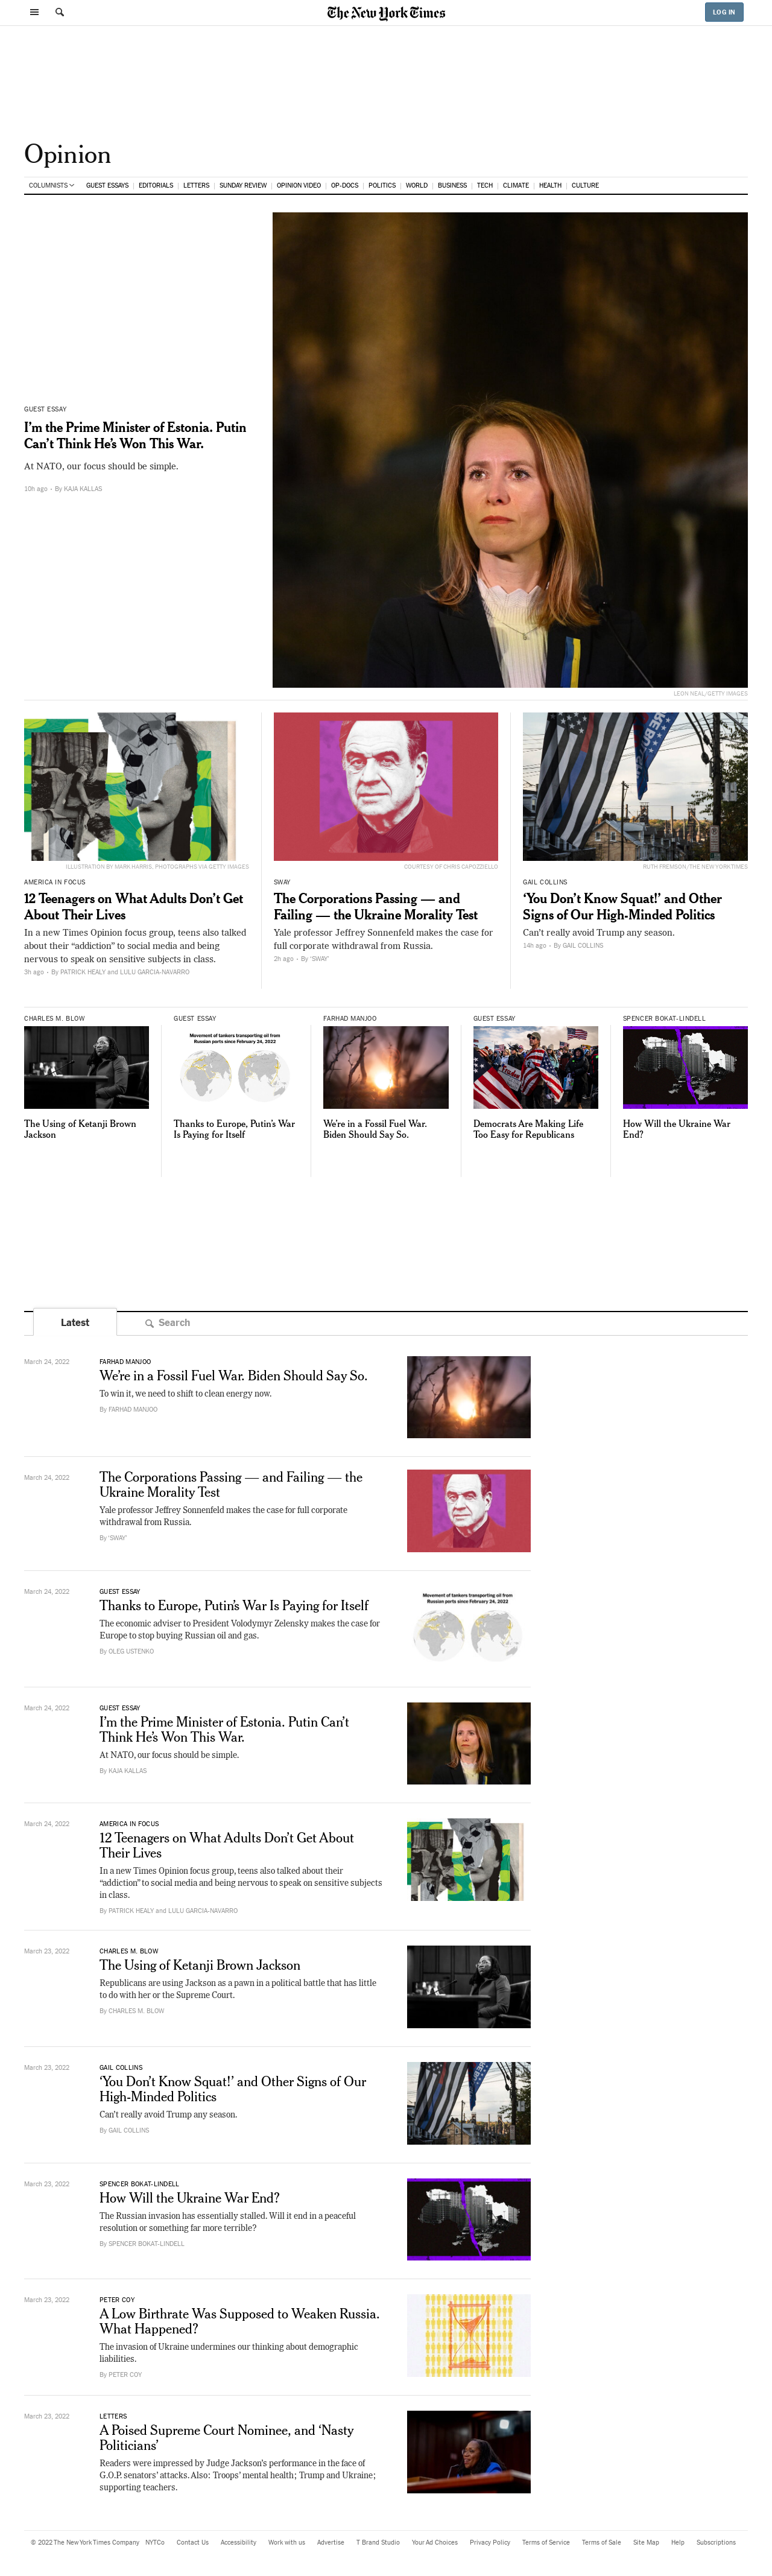 The New York Times
LOG IN
Opinion
COLUMNISTS
GUEST ESSAYS
EDITORIALS
LETTERS
SUNDAY REVIEW
OPINION VIDEO
OP-DOCS
POLITICS
WORLD
BUSINESS
TECH
CLIMATE
HEALTH
CULTURE
GUEST ESSAY
I’m the Prime Minister of Estonia. Putin
Can’t Think He’s Won This War.
At NATO, our focus should be simple.
10h ago • By KAJA KALLAS
LEON NEAL/GETTY IMAGES
ILLUSTRATION BY MARK HARRIS, PHOTOGRAPHS VIA GETTY IMAGES
AMERICA IN FOCUS
12 Teenagers on What Adults Don’t Get
About Their Lives
In a new Times Opinion focus group, teens also talked
about their “addiction” to social media and being
nervous to speak on sensitive subjects in class.
3h ago • By PATRICK HEALY and LULU GARCIA-NAVARRO
COURTESY OF CHRIS CAPOZZIELLO
SWAY
The Corporations Passing — and
Failing — the Ukraine Morality Test
Yale professor Jeffrey Sonnenfeld makes the case for
full corporate withdrawal from Russia.
2h ago • By ‘SWAY’
RUTH FREMSON/THE NEW YORK TIMES
GAIL COLLINS
‘You Don’t Know Squat!’ and Other
Signs of Our High-Minded Politics
Can’t really avoid Trump any season.
14h ago • By GAIL COLLINS
CHARLES M. BLOW
The Using of Ketanji Brown
Jackson
GUEST ESSAY
Movement of tankers transporting oil from
Russian ports since February 24, 2022
Thanks to Europe, Putin’s War
Is Paying for Itself
FARHAD MANJOO
We’re in a Fossil Fuel War.
Biden Should Say So.
GUEST ESSAY
Democrats Are Making Life
Too Easy for Republicans
SPENCER BOKAT-LINDELL
How Will the Ukraine War
End?
Latest
Search
March 24, 2022
FARHAD MANJOO
We’re in a Fossil Fuel War. Biden Should Say So.
To win it, we need to shift to clean energy now.
By FARHAD MANJOO
March 24, 2022
The Corporations Passing — and Failing — the
Ukraine Morality Test
Yale professor Jeffrey Sonnenfeld makes the case for full corporate
withdrawal from Russia.
By ‘SWAY’
March 24, 2022
GUEST ESSAY
Thanks to Europe, Putin’s War Is Paying for Itself
The economic adviser to President Volodymyr Zelensky makes the case for
Europe to stop buying Russian oil and gas.
By OLEG USTENKO
Movement of tankers transporting oil from
Russian ports since February 24, 2022
March 24, 2022
GUEST ESSAY
I’m the Prime Minister of Estonia. Putin Can’t
Think He’s Won This War.
At NATO, our focus should be simple.
By KAJA KALLAS
March 24, 2022
AMERICA IN FOCUS
12 Teenagers on What Adults Don’t Get About
Their Lives
In a new Times Opinion focus group, teens also talked about their
“addiction” to social media and being nervous to speak on sensitive subjects
in class.
By PATRICK HEALY and LULU GARCIA-NAVARRO
March 23, 2022
CHARLES M. BLOW
The Using of Ketanji Brown Jackson
Republicans are using Jackson as a pawn in a political battle that has little
to do with her or the Supreme Court.
By CHARLES M. BLOW
March 23, 2022
GAIL COLLINS
‘You Don’t Know Squat!’ and Other Signs of Our
High-Minded Politics
Can’t really avoid Trump any season.
By GAIL COLLINS
March 23, 2022
SPENCER BOKAT-LINDELL
How Will the Ukraine War End?
The Russian invasion has essentially stalled. Will it end in a peaceful
resolution or something far more terrible?
By SPENCER BOKAT-LINDELL
March 23, 2022
PETER COY
A Low Birthrate Was Supposed to Weaken Russia.
What Happened?
The invasion of Ukraine undermines our thinking about demographic
liabilities.
By PETER COY
March 23, 2022
LETTERS
A Poised Supreme Court Nominee, and ‘Nasty
Politicians’
Readers were impressed by Judge Jackson’s performance in the face of
G.O.P. senators’ attacks. Also: Troops’ mental health; Trump and Ukraine;
supporting teachers.
© 2022 The New York Times Company NYTCo Contact Us Accessibility Work with us Advertise T Brand Studio Your Ad Choices Privacy Policy Terms of Service Terms of Sale Site Map Help Subscriptions